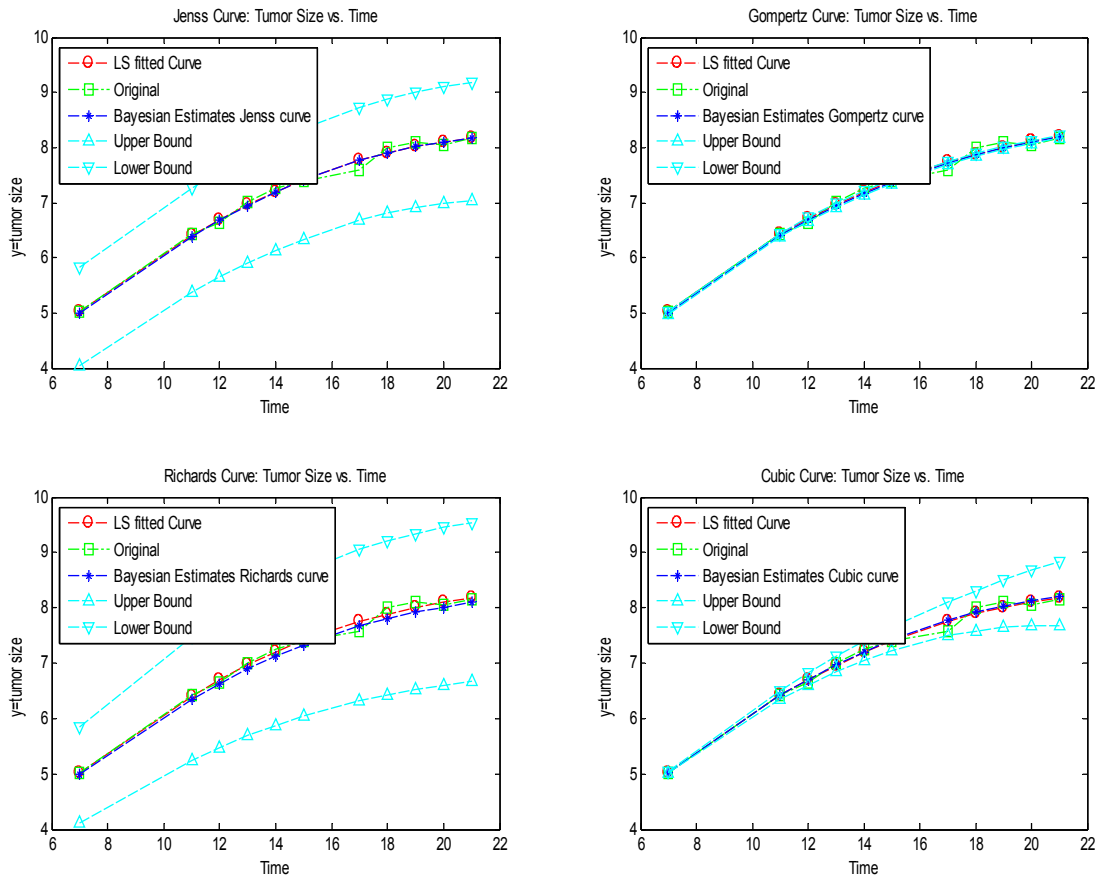 Jenss Curve: Tumor Size vs. Time
10
9
8
7
6
5
4
y=tumor size
LS fitted Curve
Original
Bayesian Estimates Jenss curve
Upper Bound
Lower Bound
6 8 10 12 14 16 18 20 22
Time
Gompertz Curve: Tumor Size vs. Time
10
9
8
7
6
5
4
y=tumor size
LS fitted Curve
Original
Bayesian Estimates Gompertz curve
Upper Bound
Lower Bound
6 8 10 12 14 16 18 20 22
Time
Richards Curve: Tumor Size vs. Time
10
9
8
7
6
5
4
y=tumor size
LS fitted Curve
Original
Bayesian Estimates Richards curve
Upper Bound
Lower Bound
6 8 10 12 14 16 18 20 22
Time
Cubic Curve: Tumor Size vs. Time
10
9
8
7
6
5
4
y=tumor size
LS fitted Curve
Original
Bayesian Estimates Cubic curve
Upper Bound
Lower Bound
6 8 10 12 14 16 18 20 22
Time